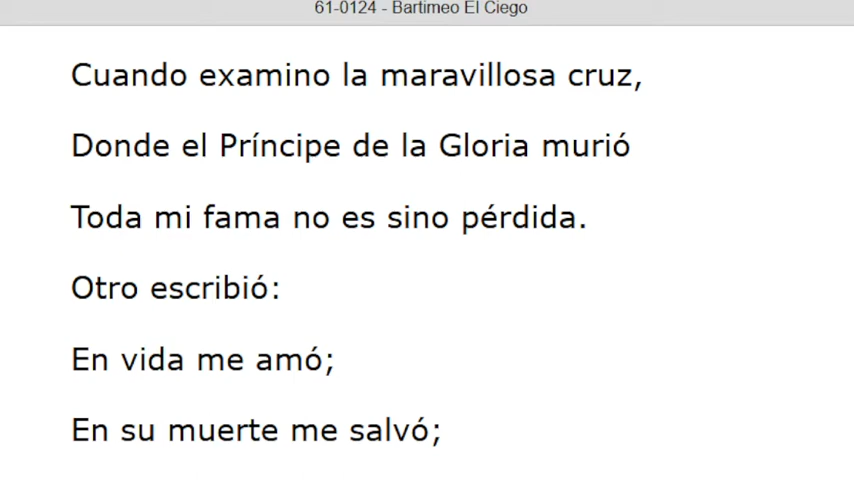 61-0124 - Bartimeo El Ciego
Cuando examino la maravillosa cruz,
Donde el Príncipe de la Gloria murió
Toda mi fama no es sino pérdida.
Otro escribió:
En vida me amó;
En su muerte me salvó;